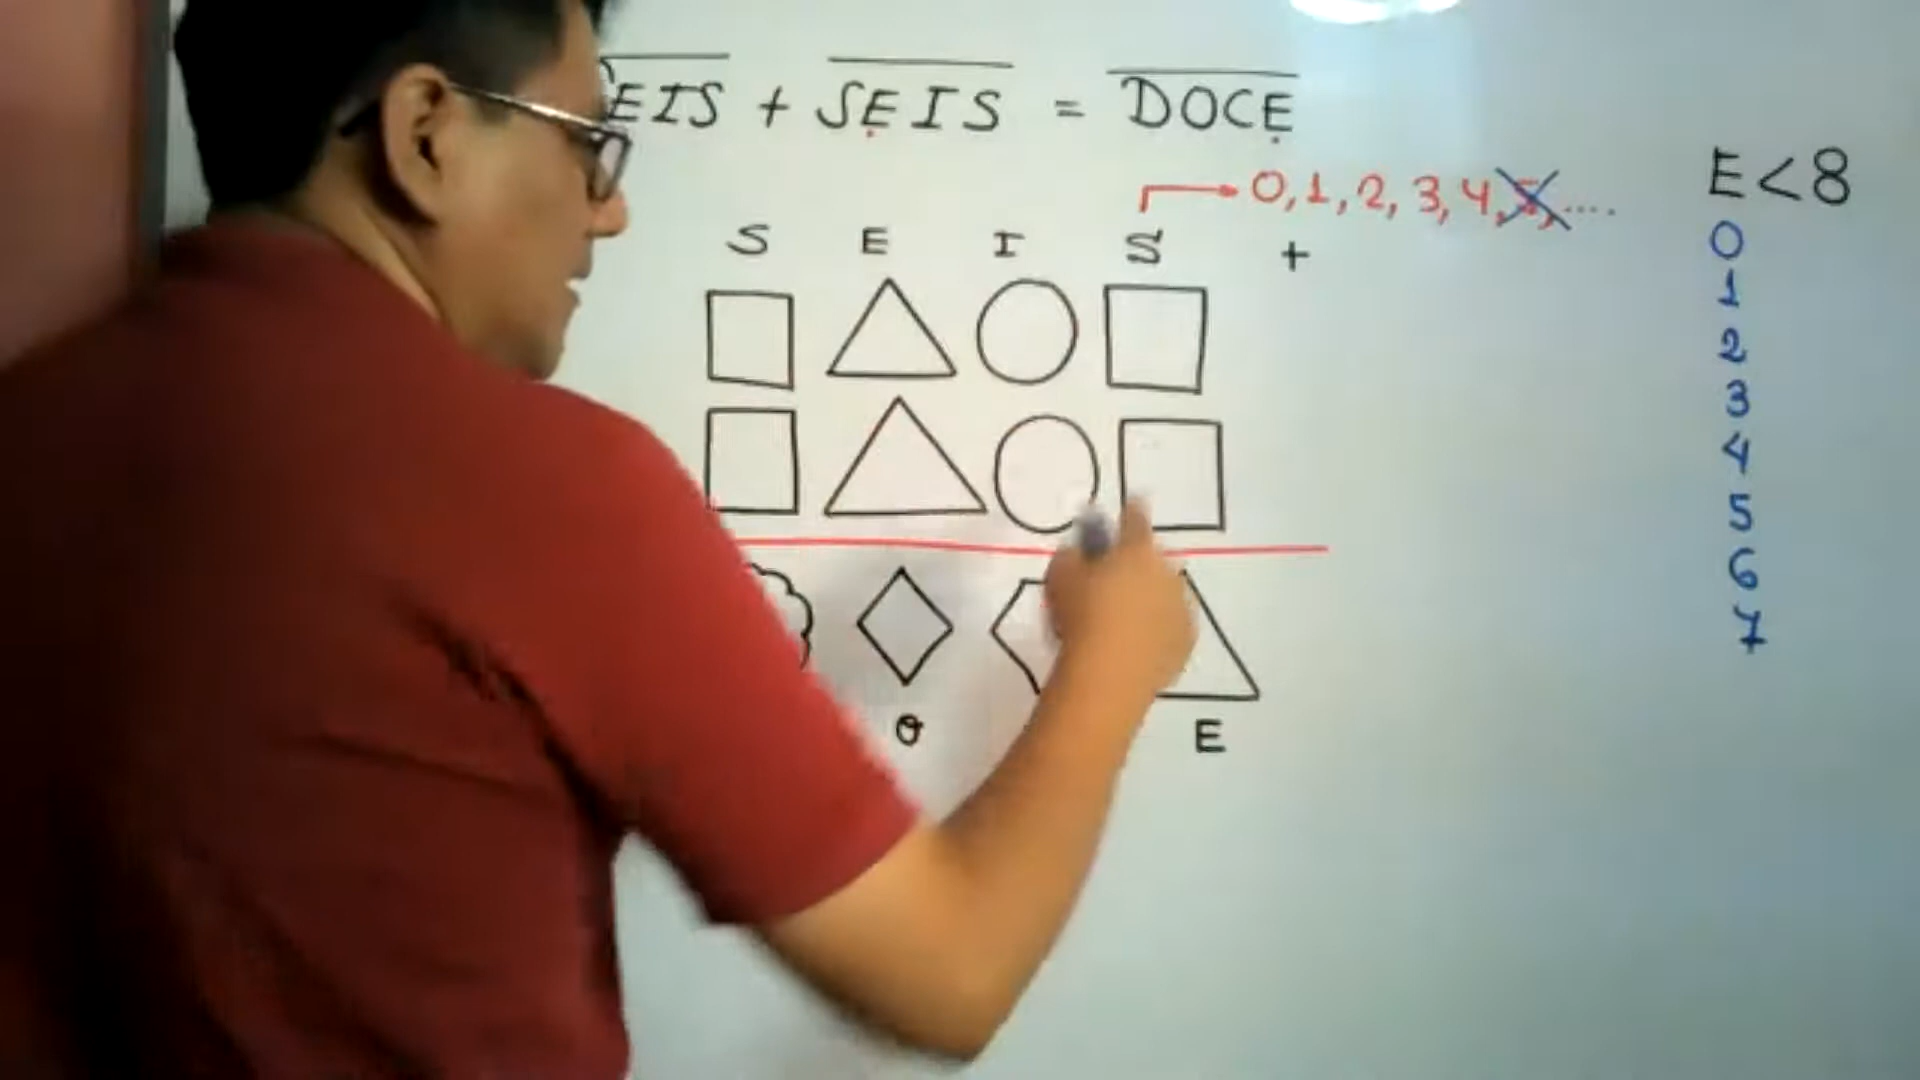 EIS + SEIS = DOCE
E<8
0, 1, 2, 3, 4, 5, ....
S E I S +
0
1
2
3
4
5
6
7
O E